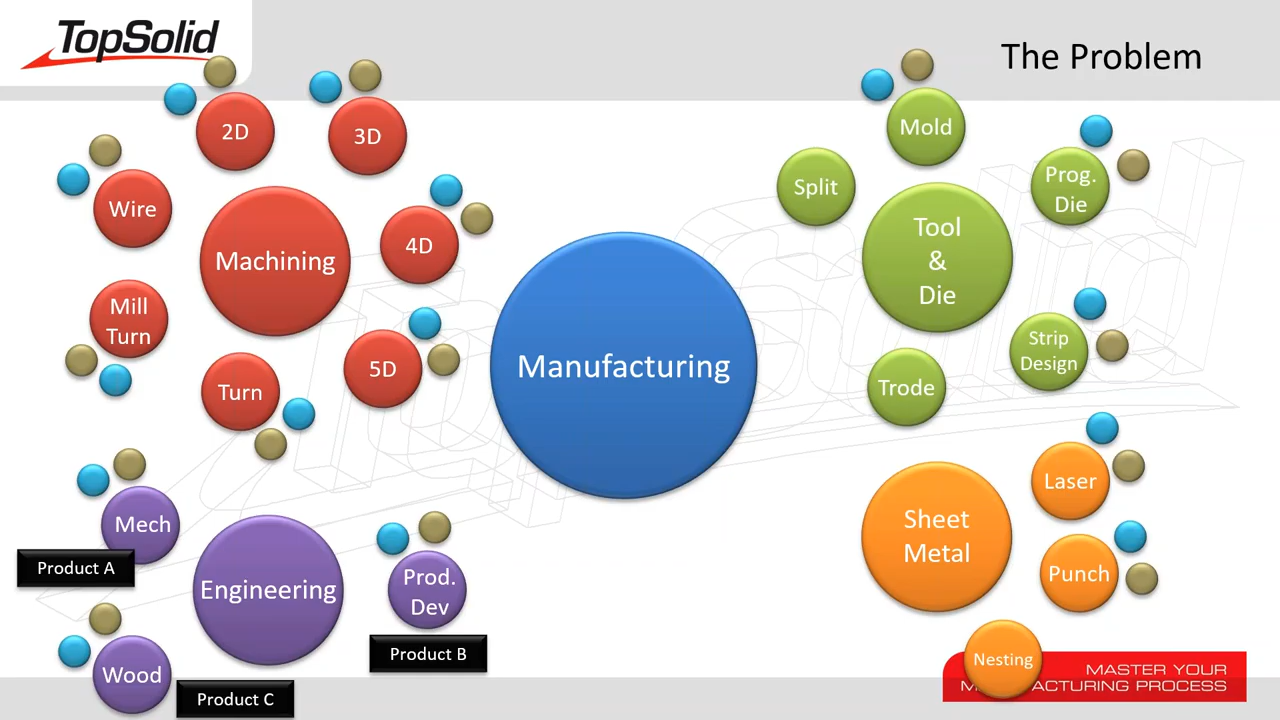 TopSolid
The Problem
2D
3D
Wire
4D
Machining
Mill
Turn
Turn
5D
Manufacturing
Mold
Split
Prog.
Die
Tool
&
Die
Strip
Design
Trode
Mech
Product A
Engineering
Prod.
Dev
Product B
Wood
Product C
Sheet
Metal
Laser
Punch
Nesting
MASTER YOUR
M ACTURING PROCESS